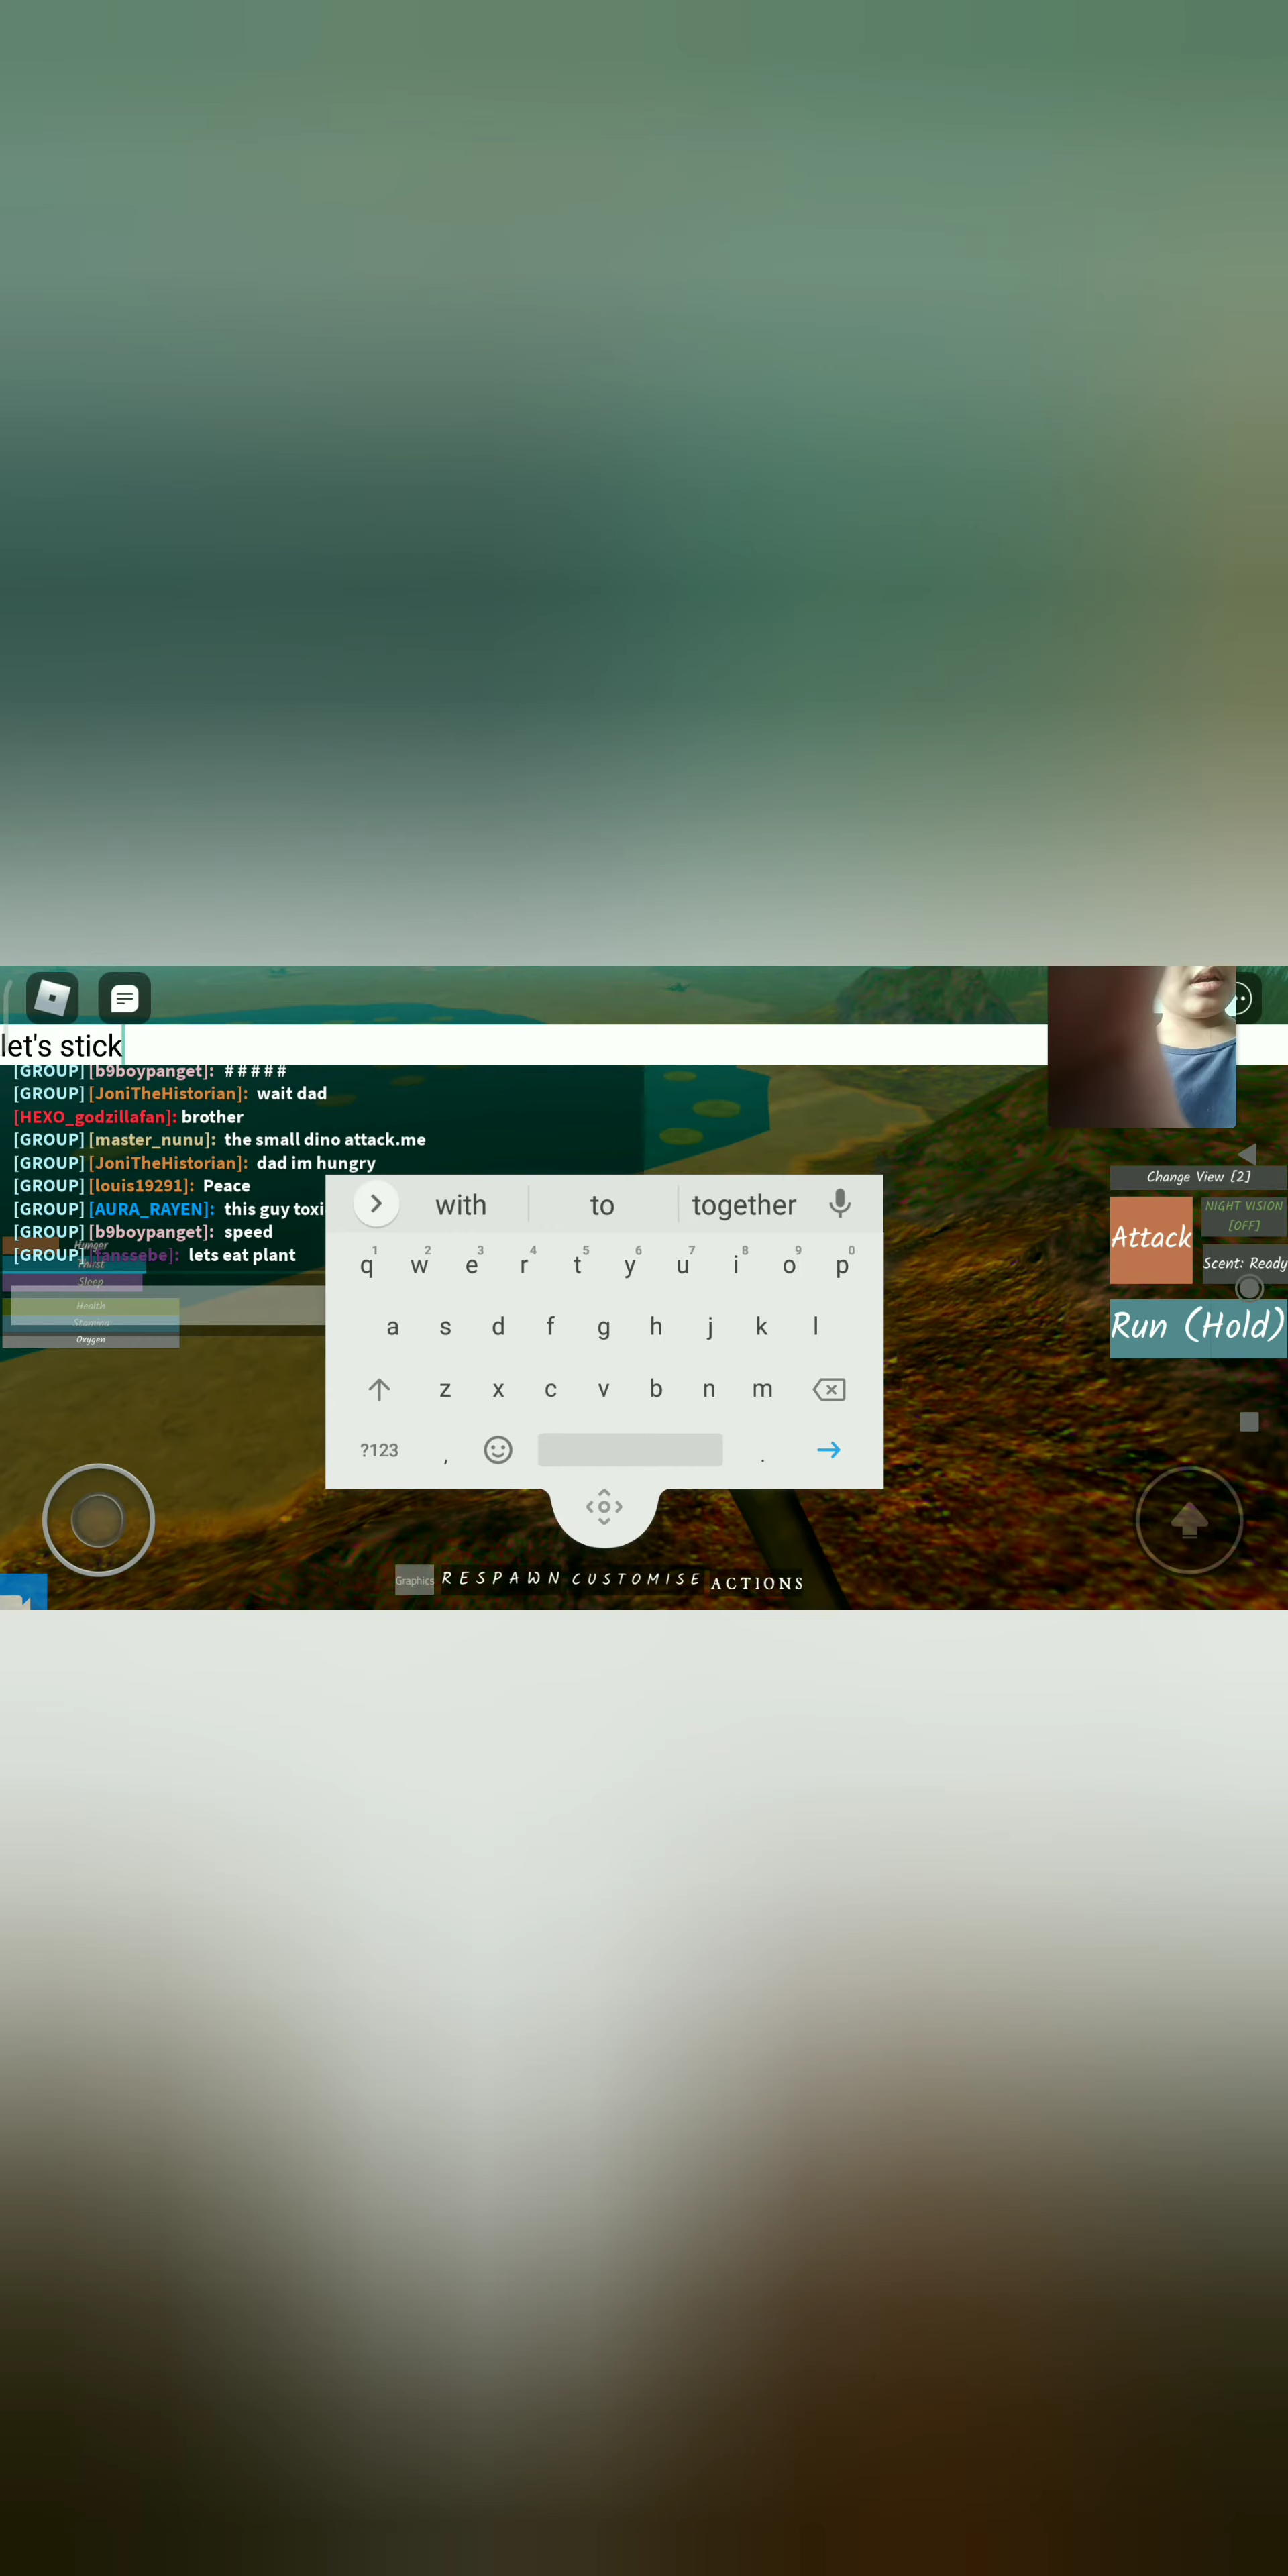 let's stick
[GROUP] [b9boypanget]: #####
[GROUP] [JoniTheHistorian]: wait dad
[HEXO_godzillafan]: brother
[GROUP] [master_nunu]: the small dino attack.me
[GROUP] [JoniTheHistorian]: dad im hungry
[GROUP] [louis19291]: Peace
[GROUP] [AURA_RAYEN]: this guy toxi
[GROUP] [b9boypanget]: speed
[GROUP] [fanssebe]: lets eat plant
Hunger
Thirst
Sleep
Health
Stamina
Oxygen
with to together
1 2 3 4 5 6 7 8 9 0
q w e r t y u i o p
a s d f g h j k l
z x c v b n m
?123 , .
Change View [2]
Attack
NIGHT VISION
[OFF]
Scent: Ready
Run (Hold)
Graphics RESPAWN CUSTOMISE ACTIONS